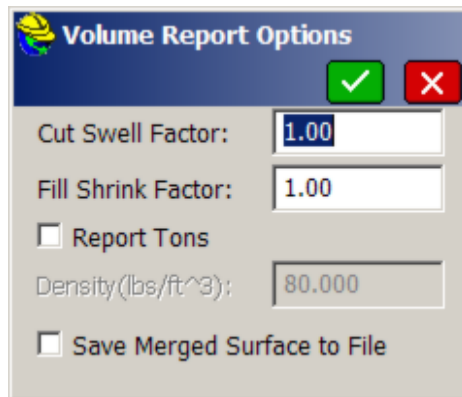 Volume Report Options
Cut Swell Factor: 1.00
Fill Shrink Factor: 1.00
Report Tons
Density(lbs/ft^3): 80.000
Save Merged Surface to File